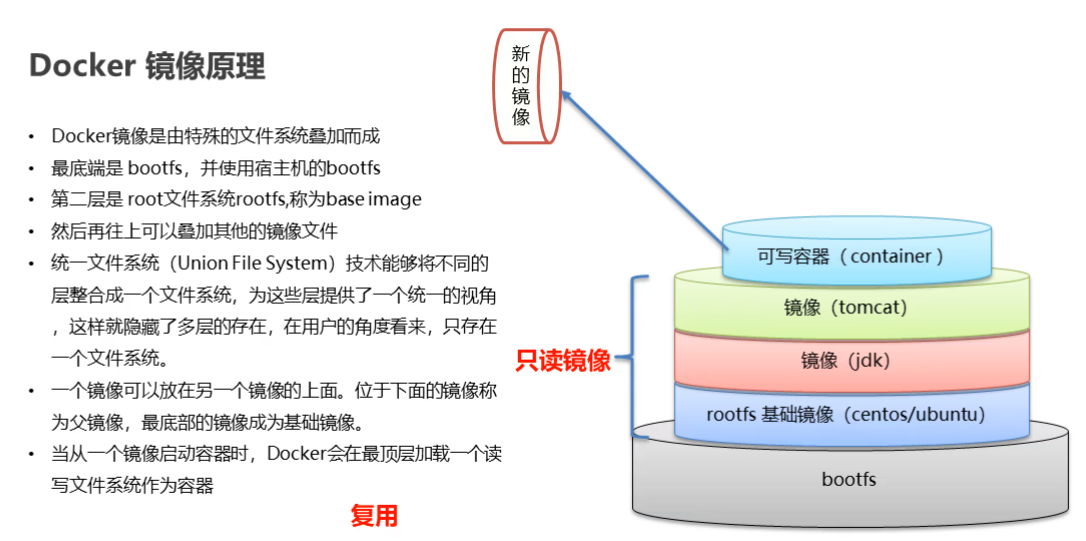 Docker 镜像原理
• Docker镜像是由特殊的文件系统叠加而成
• 最底端是 bootfs，并使用宿主机的bootfs
• 第二层是 root文件系统rootfs,称为base image
• 然后再往上可以叠加其他的镜像文件
• 统一文件系统（Union File System）技术能够将不同的
层整合成一个文件系统，为这些层提供了一个统一的视角
，这样就隐藏了多层的存在，在用户的角度看来，只存在
一个文件系统。
• 一个镜像可以放在另一个镜像的上面。位于下面的镜像称
为父镜像，最底部的镜像成为基础镜像。
• 当从一个镜像启动容器时，Docker会在最顶层加载一个读
写文件系统作为容器
复用
新
的
镜
像
可写容器（container）
镜像（tomcat）
只读镜像
镜像（jdk）
rootfs 基础镜像（centos/ubuntu）
bootfs